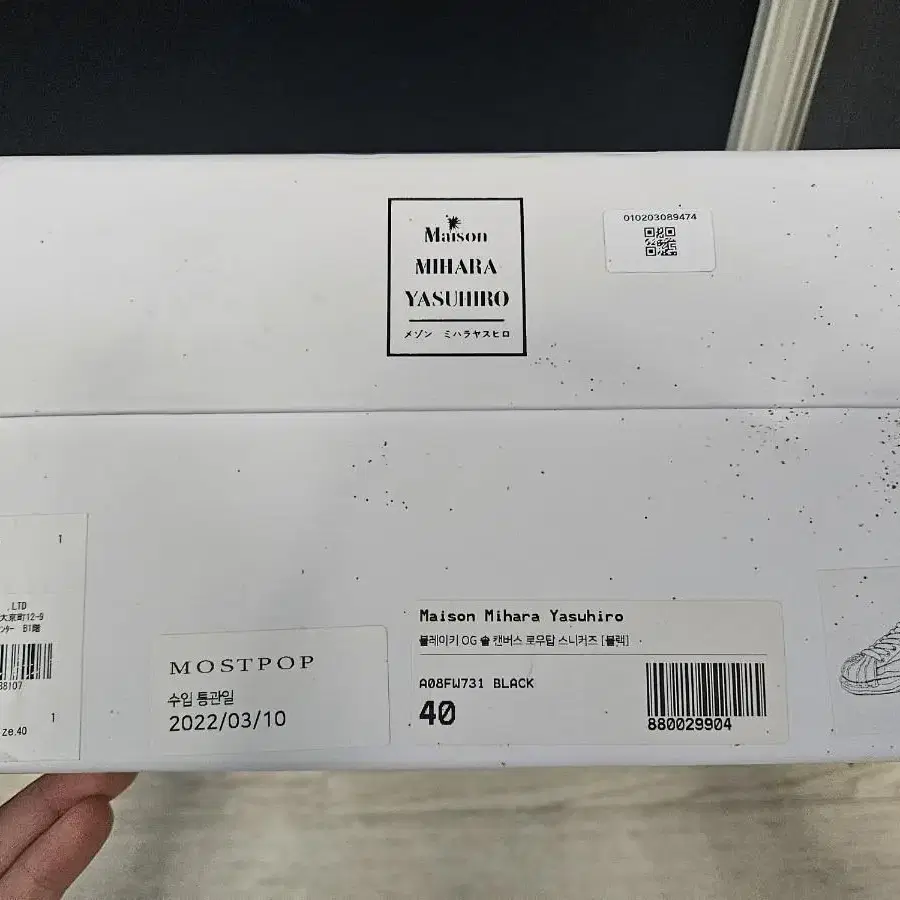 Maison
MIHARA
YASUHIRO
メゾン ミハラヤスヒロ
010203089474
1
,LTD
大京町12-9
ンター B1階
88107
1
ze.40
MOSTPOP
수입 통관일
2022/03/10
Maison Mihara Yasuhiro
블레이키 OG 솔 캔버스 로우탑 스니커즈 [블랙]
A08FW731 BLACK
40
880029904